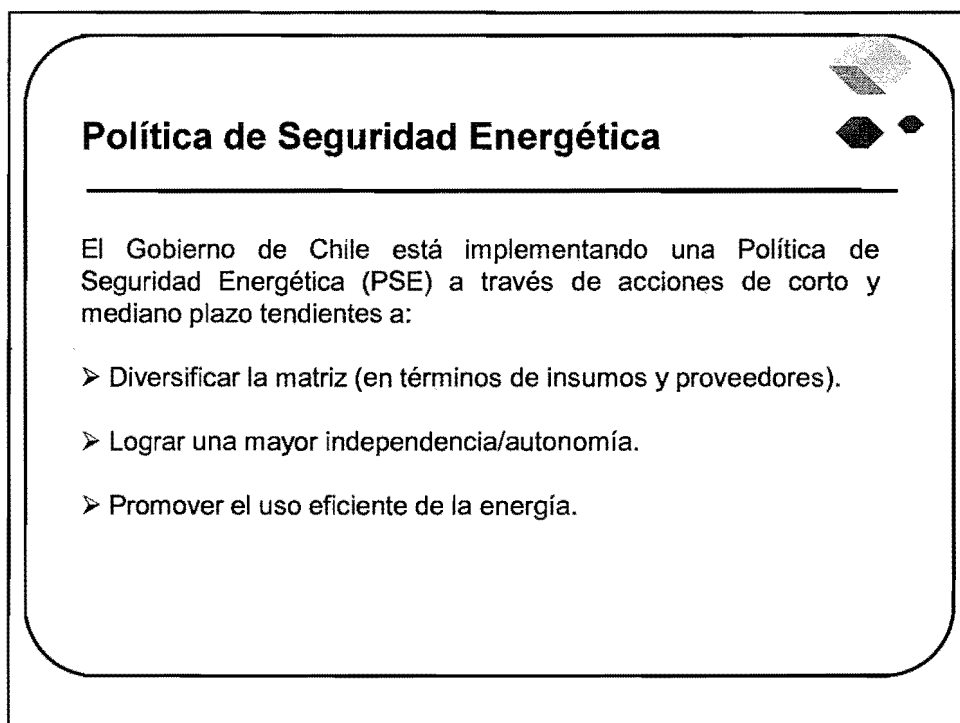 Política de Seguridad Energética
El Gobierno de Chile está implementando una Política de
Seguridad Energética (PSE) a través de acciones de corto y
mediano plazo tendientes a:
➢ Diversificar la matriz (en términos de insumos y proveedores).
➢ Lograr una mayor independencia/autonomía.
➢ Promover el uso eficiente de la energía.